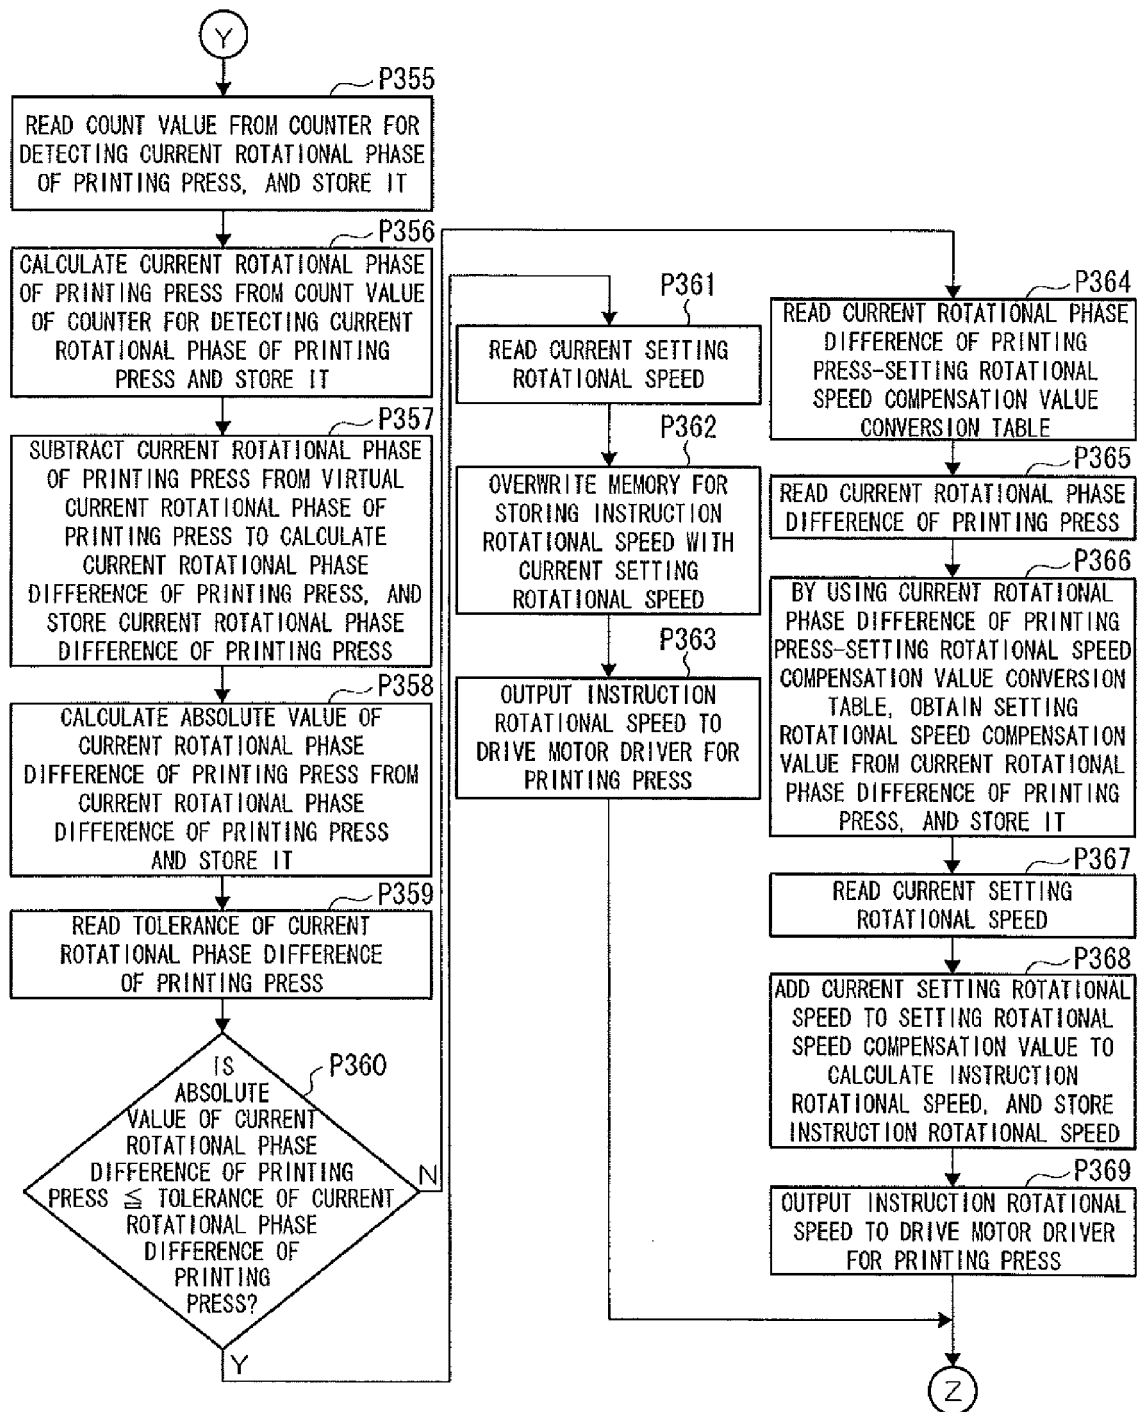 Y
P355
READ COUNT VALUE FROM COUNTER FOR
DETECTING CURRENT ROTATIONAL PHASE
OF PRINTING PRESS, AND STORE IT
P356
CALCULATE CURRENT ROTATIONAL PHASE
OF PRINTING PRESS FROM COUNT VALUE
OF COUNTER FOR DETECTING CURRENT
ROTATIONAL PHASE OF PRINTING
PRESS AND STORE IT
P357
SUBTRACT CURRENT ROTATIONAL PHASE
OF PRINTING PRESS FROM VIRTUAL
CURRENT ROTATIONAL PHASE OF
PRINTING PRESS TO CALCULATE
CURRENT ROTATIONAL PHASE
DIFFERENCE OF PRINTING PRESS, AND
STORE CURRENT ROTATIONAL PHASE
DIFFERENCE OF PRINTING PRESS
P358
CALCULATE ABSOLUTE VALUE OF
CURRENT ROTATIONAL PHASE
DIFFERENCE OF PRINTING PRESS FROM
CURRENT ROTATIONAL PHASE
DIFFERENCE OF PRINTING PRESS
AND STORE IT
P359
READ TOLERANCE OF CURRENT
ROTATIONAL PHASE DIFFERENCE
OF PRINTING PRESS
P360
IS
ABSOLUTE
VALUE OF CURRENT
ROTATIONAL PHASE
DIFFERENCE OF PRINTING
PRESS ≦ TOLERANCE OF CURRENT
ROTATIONAL PHASE
DIFFERENCE OF
PRINTING
PRESS?
N
Y
P361
READ CURRENT SETTING
ROTATIONAL SPEED
P362
OVERWRITE MEMORY FOR
STORING INSTRUCTION
ROTATIONAL SPEED WITH
CURRENT SETTING
ROTATIONAL SPEED
P363
OUTPUT INSTRUCTION
ROTATIONAL SPEED TO
DRIVE MOTOR DRIVER FOR
PRINTING PRESS
P364
READ CURRENT ROTATIONAL PHASE
DIFFERENCE OF PRINTING
PRESS-SETTING ROTATIONAL
SPEED COMPENSATION VALUE
CONVERSION TABLE
P365
READ CURRENT ROTATIONAL PHASE
DIFFERENCE OF PRINTING PRESS
P366
BY USING CURRENT ROTATIONAL
PHASE DIFFERENCE OF PRINTING
PRESS-SETTING ROTATIONAL SPEED
COMPENSATION VALUE CONVERSION
TABLE, OBTAIN SETTING
ROTATIONAL SPEED COMPENSATION
VALUE FROM CURRENT ROTATIONAL
PHASE DIFFERENCE OF PRINTING
PRESS, AND STORE IT
P367
READ CURRENT SETTING
ROTATIONAL SPEED
P368
ADD CURRENT SETTING ROTATIONAL
SPEED TO SETTING ROTATIONAL
SPEED COMPENSATION VALUE TO
CALCULATE INSTRUCTION
ROTATIONAL SPEED, AND STORE
INSTRUCTION ROTATIONAL SPEED
P369
OUTPUT INSTRUCTION ROTATIONAL
SPEED TO DRIVE MOTOR DRIVER
FOR PRINTING PRESS
Z